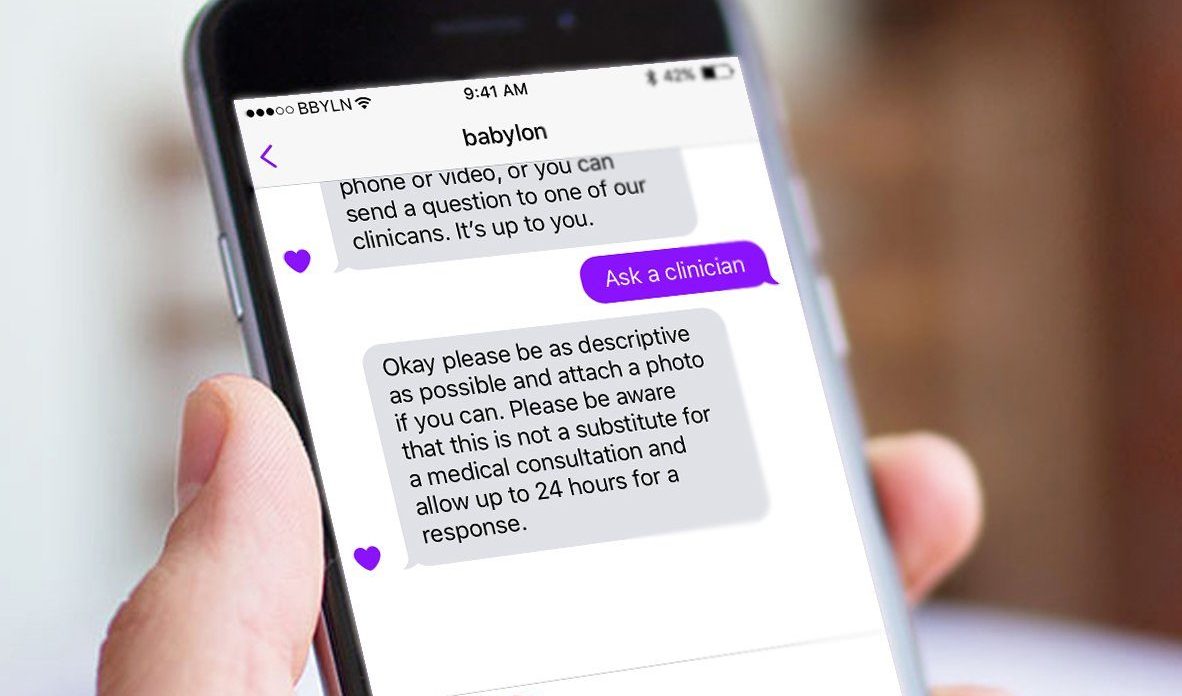 BBYLN
9:41 AM
42%
babylon
phone or video, or you can
send a question to one of our
clinicans. It's up to you.
Ask a clinician
Okay please be as descriptive
as possible and attach a photo
if you can. Please be aware
that this is not a substitute for
a medical consultation and
allow up to 24 hours for a
response.